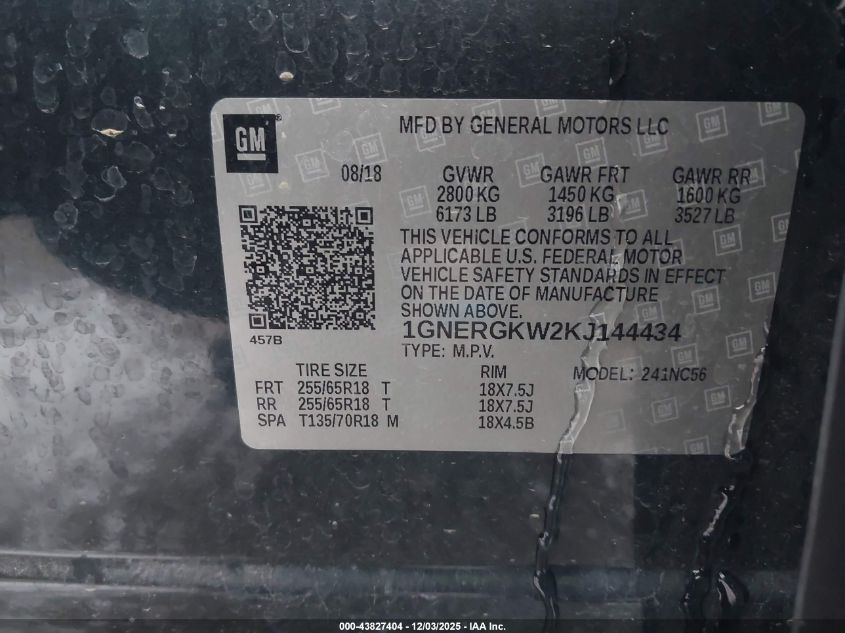 GM
MFD BY GENERAL MOTORS LLC
08/18 GVWR GAWR FRT GAWR RR
2800 KG 1450 KG 1600 KG
6173 LB 3196 LB 3527 LB
THIS VEHICLE CONFORMS TO ALL
APPLICABLE U.S. FEDERAL MOTOR
VEHICLE SAFETY STANDARDS IN EFFECT
ON THE DATE OF MANUFACTURE
SHOWN ABOVE.
457B
1GNERGKW2KJ144434
TYPE: M.P.V.
TIRE SIZE RIM MODEL: 241NC56
FRT 255/65R18 T 18X7.5J
RR 255/65R18 T 18X7.5J
SPA T135/70R18 M 18X4.5B
000-43827404 - 12/03/2025 - IAA Inc.